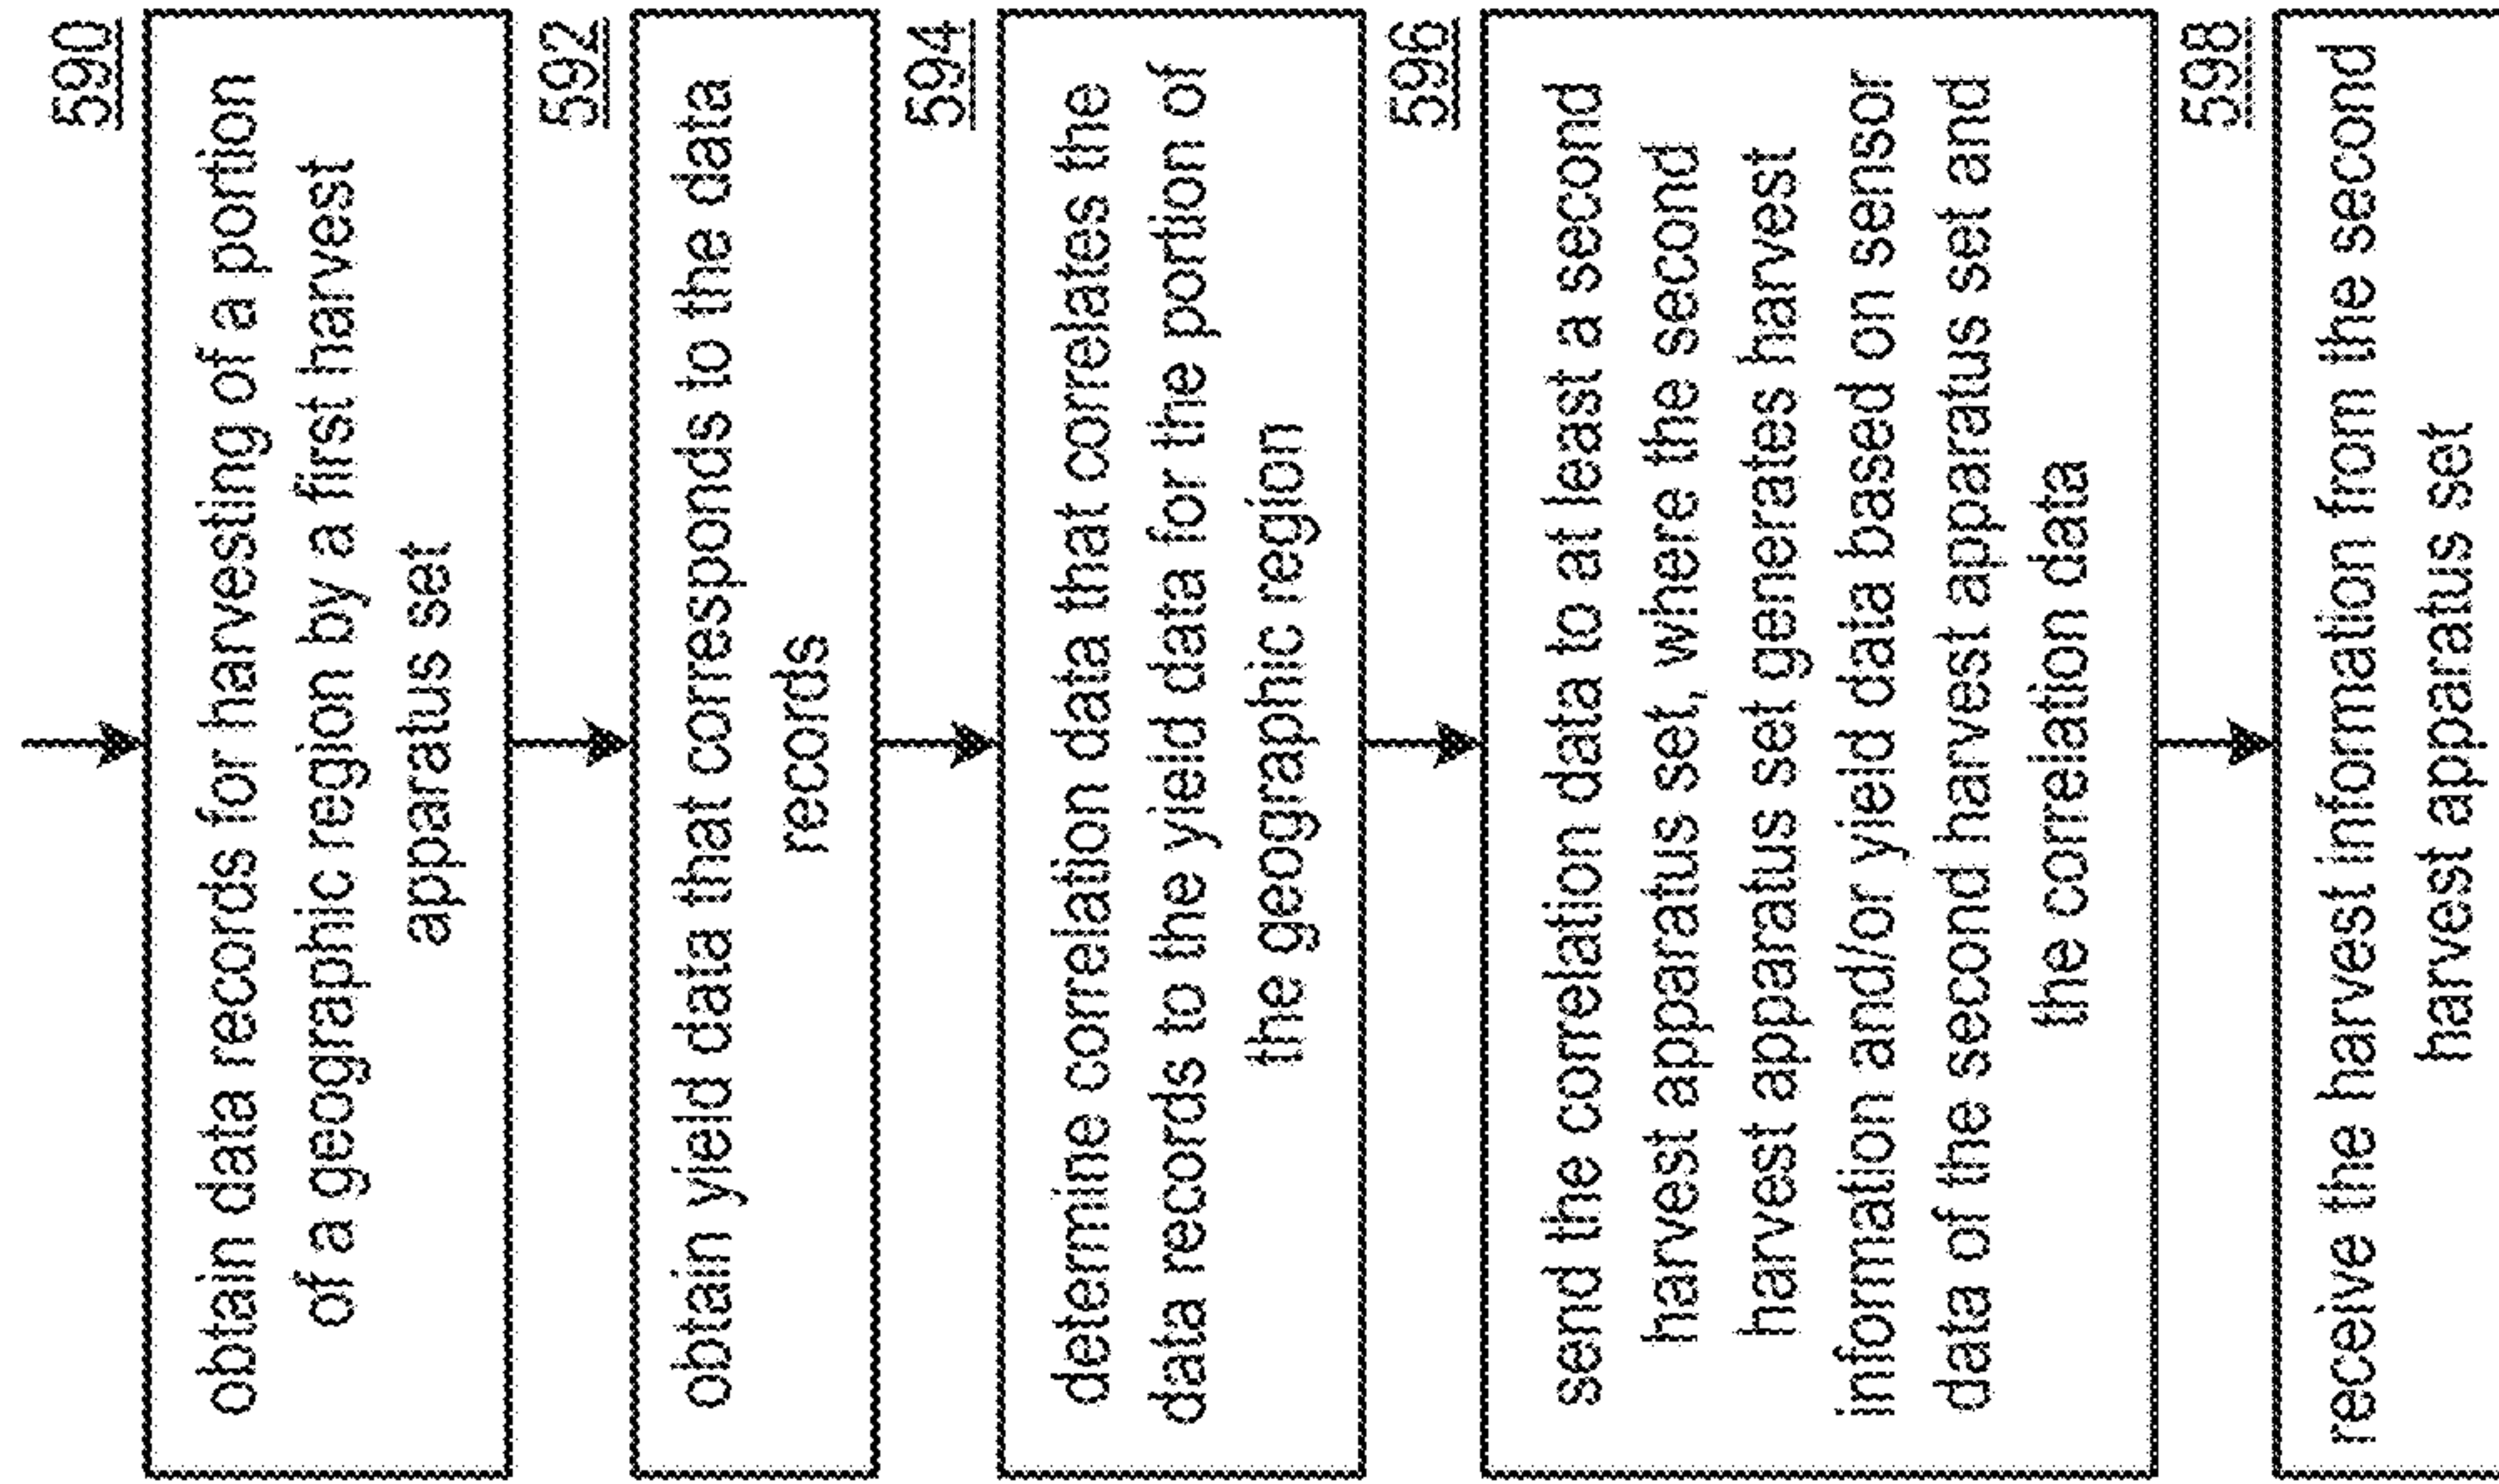 590
obtain data records for harvesting of a portion
of a geographic region by a first harvest
apparatus set
592
obtain yield data that corresponds to the data
records
594
determine correlation data that correlates the
data records to the yield data for the portion of
the geographic region
596
send the correlation data to at least a second
harvest apparatus set, where the second
harvest apparatus set generates harvest
information and/or yield data based on sensor
data of the second harvest apparatus set and
the correlation data
598
receive the harvest information from the second
harvest apparatus set